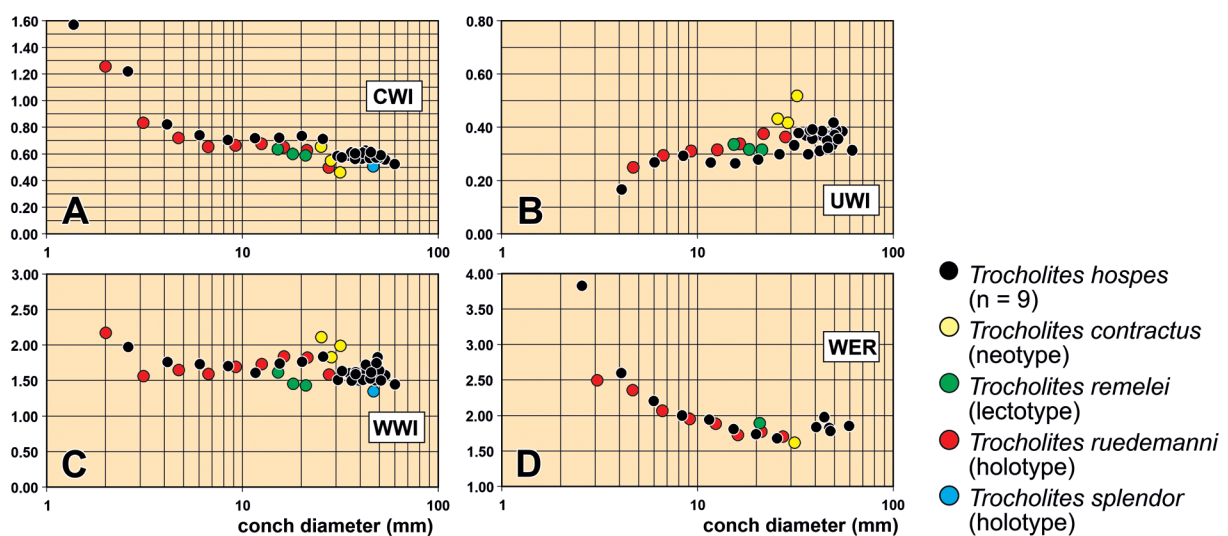 1.60
1.40
1.20
1.00
0.80
0.60
0.40
0.20
0.00
CWI
A
1
10
100
0.80
0.60
0.40
0.20
0.00
UWI
B
1
10
100
3.00
2.50
2.00
1.50
1.00
0.50
0.00
WWI
C
1
10
100
conch diameter (mm)
4.00
3.50
3.00
2.50
2.00
1.50
1.00
WER
D
1
10
100
conch diameter (mm)
Trocholites hospes
(n = 9)
Trocholites contractus
(neotype)
Trocholites remelei
(lectotype)
Trocholites ruedemanni
(holotype)
Trocholites splendor
(holotype)